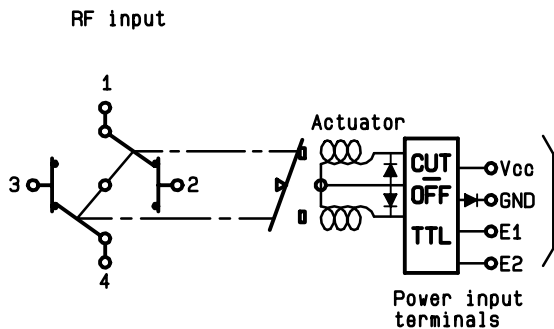 RF input
1
3
2
4
Actuator
CUT
OFF
TTL
Vcc
GND
E1
E2
Power input
terminals